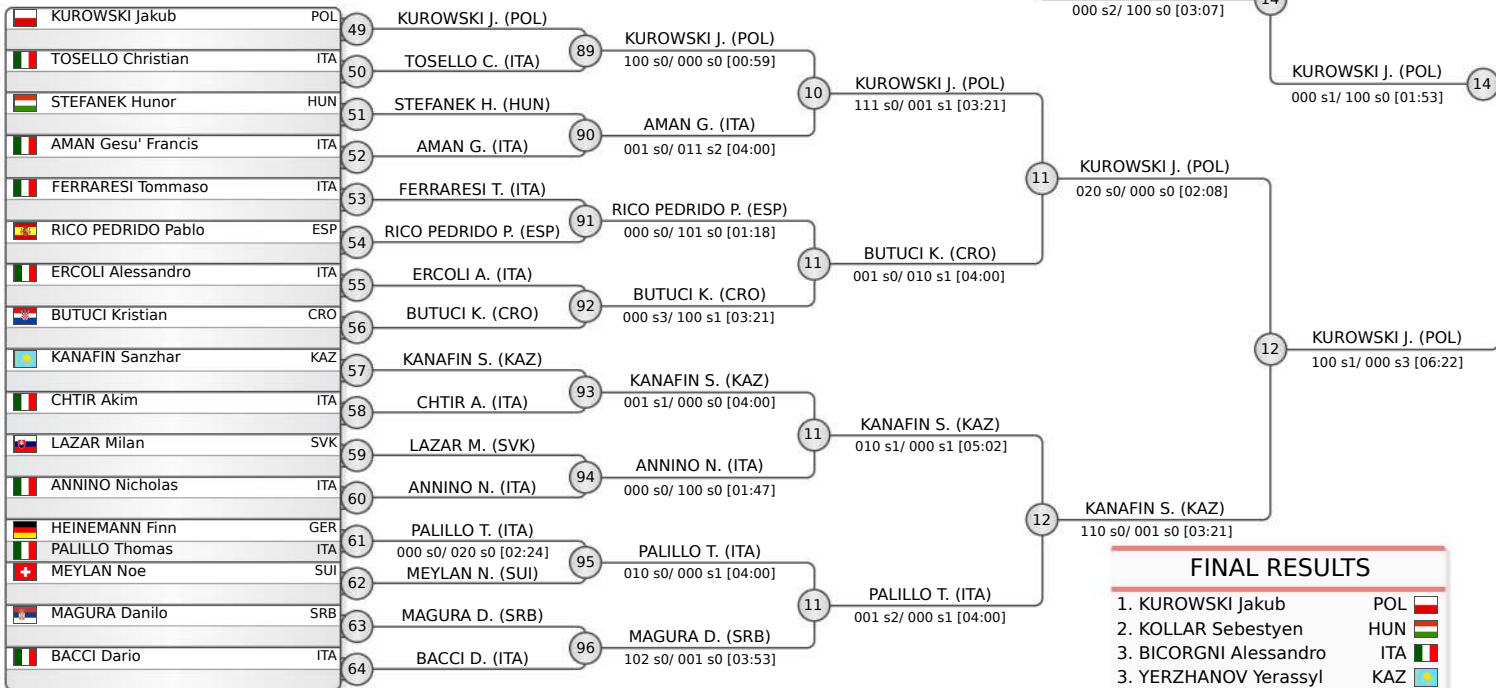 KUROWSKI Jakub POL
TOSELLO Christian ITA
STEFANEK Hunor HUN
AMAN Gesu' Francis ITA
FERRARESI Tommaso ITA
RICO PEDRIDO Pablo ESP
ERCOLI Alessandro ITA
BUTUCI Kristian CRO
KANAFIN Sanzhar KAZ
CHTIR Akim ITA
LAZAR Milan SVK
ANNINO Nicholas ITA
HEINEMANN Finn GER
PALILLO Thomas ITA
MEYLAN Noe SUI
MAGURA Danilo SRB
BACCI Dario ITA
49
50
51
52
53
54
55
56
57
58
59
60
61
62
63
64
KUROWSKI J. (POL)
TOSELLO C. (ITA)
STEFANEK H. (HUN)
AMAN G. (ITA)
FERRARESI T. (ITA)
RICO PEDRIDO P. (ESP)
ERCOLI A. (ITA)
BUTUCI K. (CRO)
KANAFIN S. (KAZ)
CHTIR A. (ITA)
LAZAR M. (SVK)
ANNINO N. (ITA)
PALILLO T. (ITA)
000 s0/ 020 s0 [02:24]
MEYLAN N. (SUI)
MAGURA D. (SRB)
BACCI D. (ITA)
89
90
91
92
93
94
95
96
KUROWSKI J. (POL)
100 s0/ 000 s0 [00:59]
AMAN G. (ITA)
001 s0/ 011 s2 [04:00]
RICO PEDRIDO P. (ESP)
000 s0/ 101 s0 [01:18]
BUTUCI K. (CRO)
000 s3/ 100 s1 [03:21]
KANAFIN S. (KAZ)
001 s1/ 000 s0 [04:00]
ANNINO N. (ITA)
000 s0/ 100 s0 [01:47]
PALILLO T. (ITA)
010 s0/ 000 s1 [04:00]
MAGURA D. (SRB)
102 s0/ 001 s0 [03:53]
10
11
11
11
KUROWSKI J. (POL)
111 s0/ 001 s1 [03:21]
BUTUCI K. (CRO)
001 s0/ 010 s1 [04:00]
KANAFIN S. (KAZ)
010 s1/ 000 s1 [05:02]
PALILLO T. (ITA)
001 s2/ 000 s1 [04:00]
11
12
KUROWSKI J. (POL)
020 s0/ 000 s0 [02:08]
KANAFIN S. (KAZ)
110 s0/ 001 s0 [03:21]
12
KUROWSKI J. (POL)
100 s1/ 000 s3 [06:22]
000 s2/ 100 s0 [03:07]
14
KUROWSKI J. (POL)
000 s1/ 100 s0 [01:53]
14
FINAL RESULTS
1. KUROWSKI Jakub POL
2. KOLLAR Sebestyen HUN
3. BICORGNI Alessandro ITA
3. YERZHANOV Yerassyl KAZ